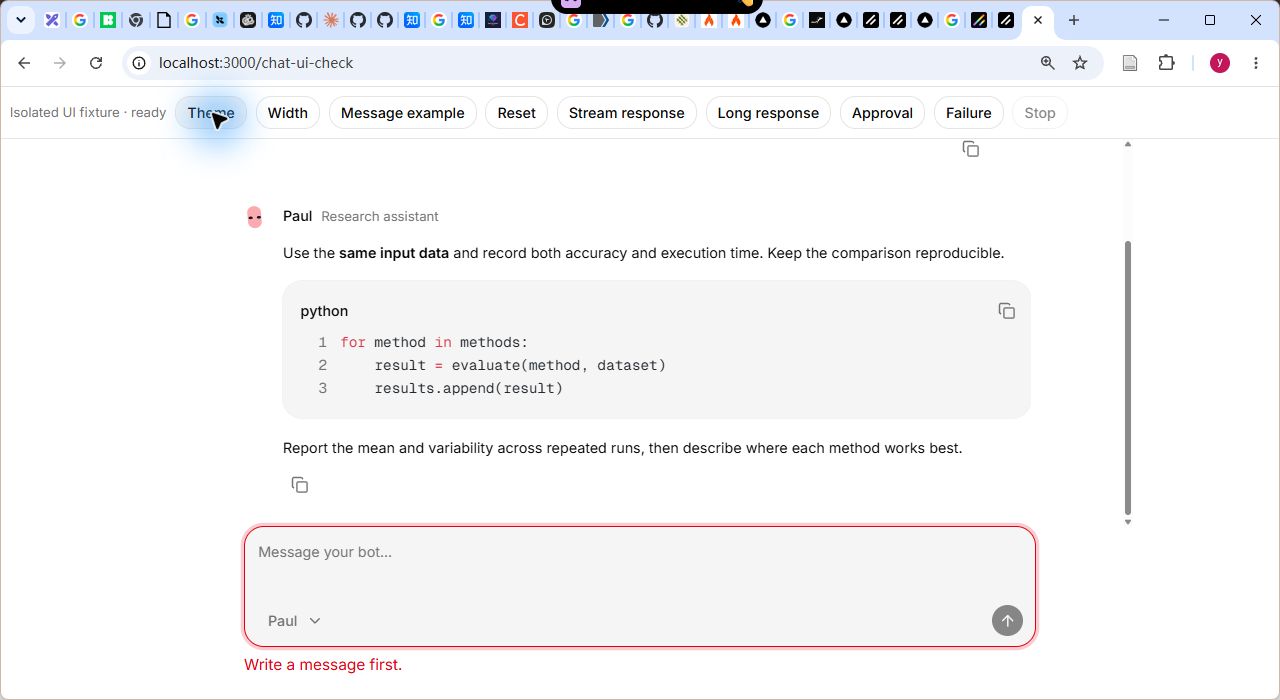 localhost:3000/chat-ui-check
y
Isolated UI fixture · ready
Theme
Width
Message example
Reset
Stream response
Long response
Approval
Failure
Stop
Paul Research assistant
Use the same input data and record both accuracy and execution time. Keep the comparison reproducible.
python
1 for method in methods:
2     result = evaluate(method, dataset)
3     results.append(result)
Report the mean and variability across repeated runs, then describe where each method works best.
Message your bot...
Paul
Write a message first.